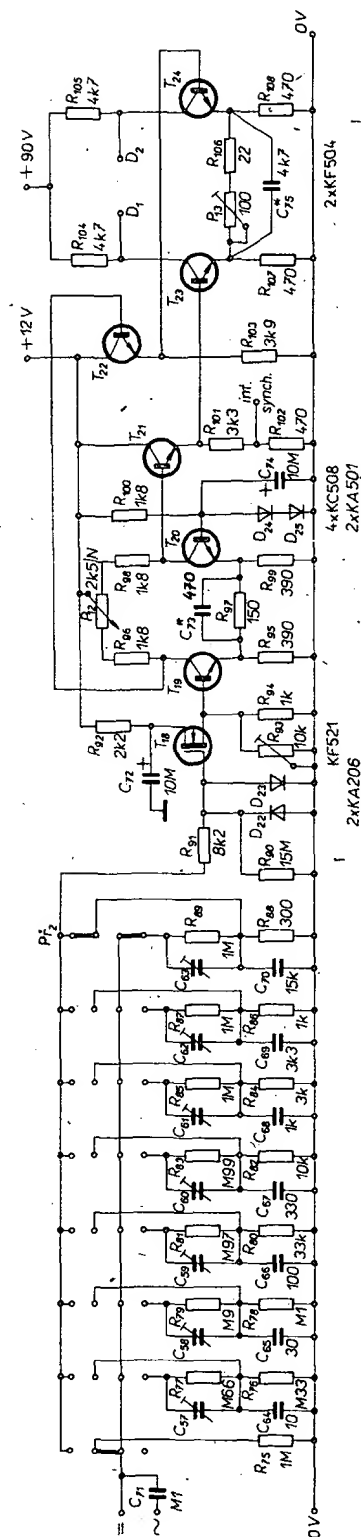 =
~
0V
C71
M1
Př2
R75
1M
C57
R77
M66
C64
10
R76
M33
C58
R79
M9
C65
30
R78
M1
C59
R81
M97
C66
100
R80
33k
C60
R83
M99
C67
330
R82
10k
C61
R85
1M
C68
1k
R84
3k
C62
R87
1M
C69
3k3
R86
1k
C63
R89
1M
C70
15k
R88
300
R91
8k2
R90
15M
D22
D23
C72
10M
+
R92
2k2
T18
R93
10k
R94
1k
KF521
2xKA206
T19
R96
1k8
2k5/N
R98
1k8
R100
1k8
C73*
470
R97
150
R95
390
R99
390
T20
T21
T22
+12V
D24
D25
C74
+
10M
R101
3k3
int.
synch.
R102
470
R103
3k9
4xKC508
2xKA501
+90V
R104
4k7
R105
4k7
D1
D2
T23
T24
P13
100
R106
22
C75*
4k7
R107
470
R108
470
2xKF504
0V